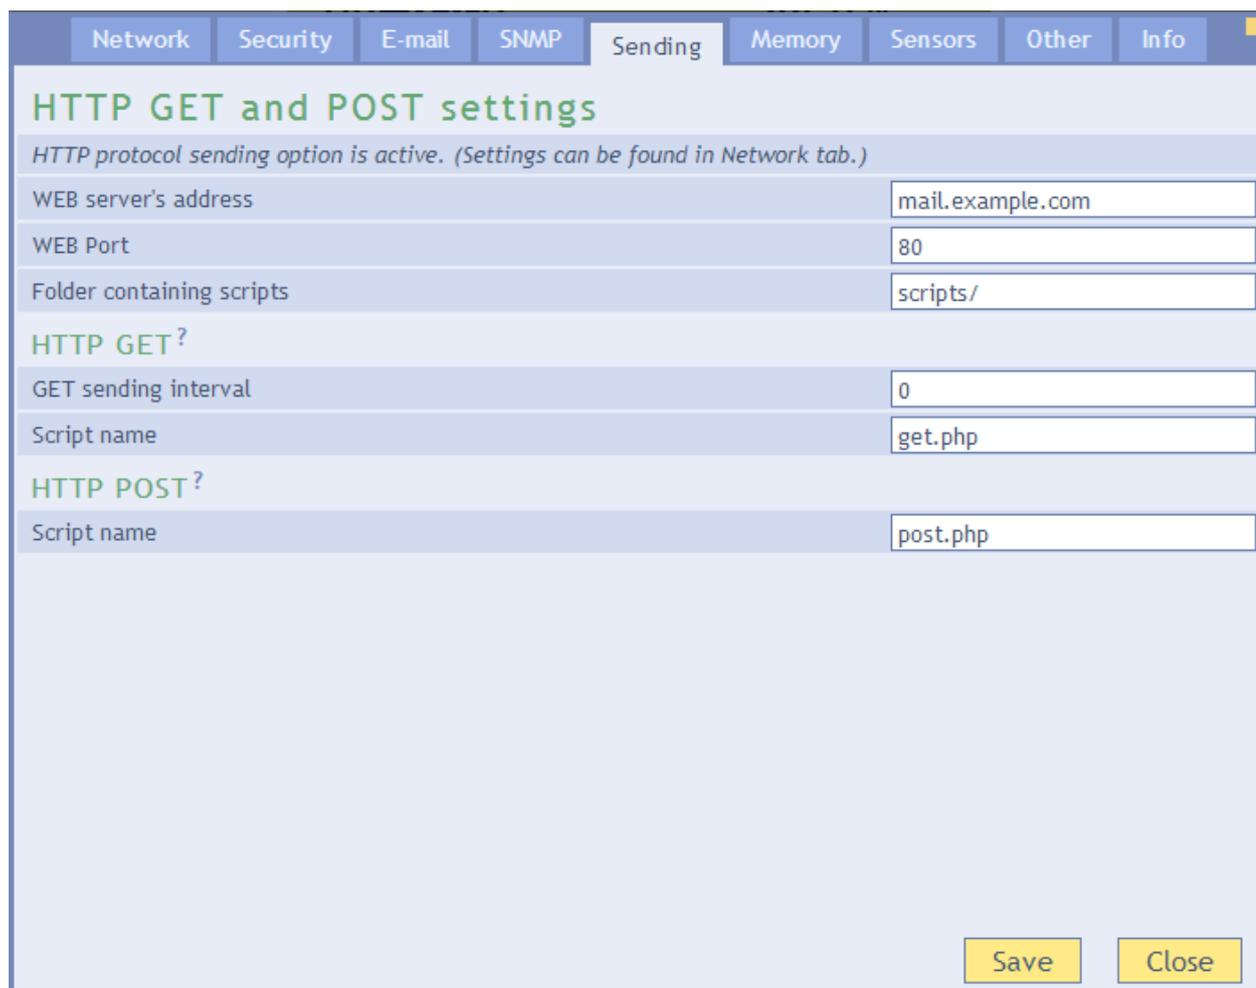 Network Security E-mail SNMP Sending Memory Sensors Other Info
HTTP GET and POST settings
HTTP protocol sending option is active. (Settings can be found in Network tab.)
WEB server's address mail.example.com
WEB Port 80
Folder containing scripts scripts/
HTTP GET?
GET sending interval 0
Script name get.php
HTTP POST?
Script name post.php
Save Close